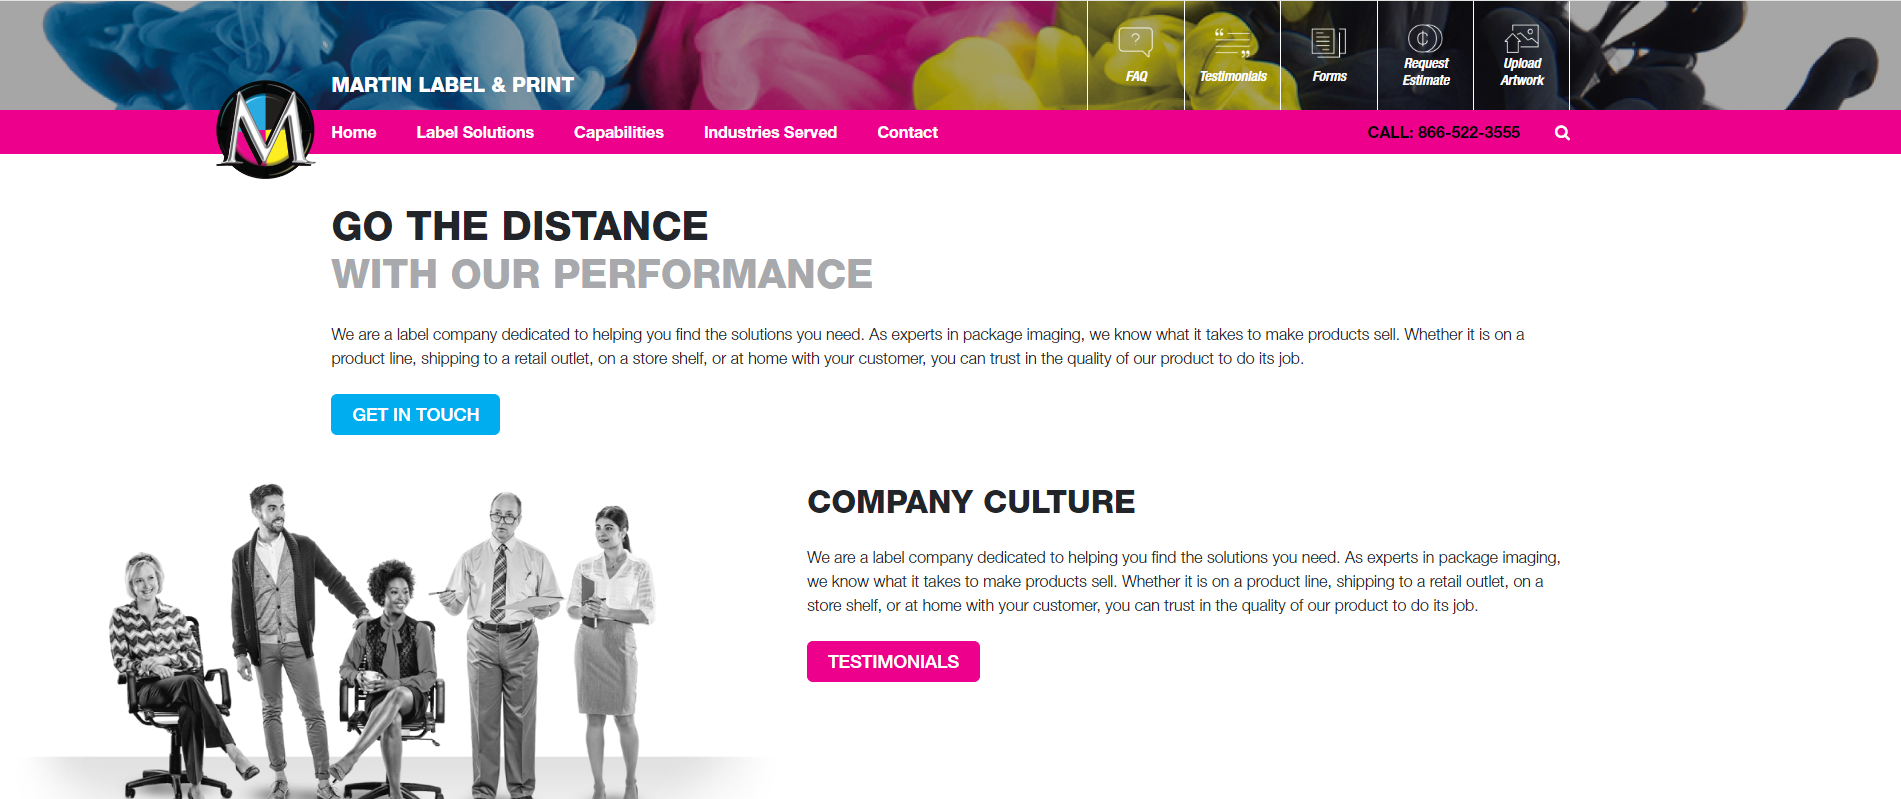 FAQ
Testimonials
Forms
Request
Estimate
Upload
Artwork
MARTIN LABEL & PRINT
M
Home
Label Solutions
Capabilities
Industries Served
Contact
CALL: 866-522-3555
GO THE DISTANCE
WITH OUR PERFORMANCE
We are a label company dedicated to helping you find the solutions you need. As experts in package imaging, we know what it takes to make products sell. Whether it is on a
product line, shipping to a retail outlet, on a store shelf, or at home with your customer, you can trust in the quality of our product to do its job.
GET IN TOUCH
COMPANY CULTURE
We are a label company dedicated to helping you find the solutions you need. As experts in package imaging,
we know what it takes to make products sell. Whether it is on a product line, shipping to a retail outlet, on a
store shelf, or at home with your customer, you can trust in the quality of our product to do its job.
TESTIMONIALS